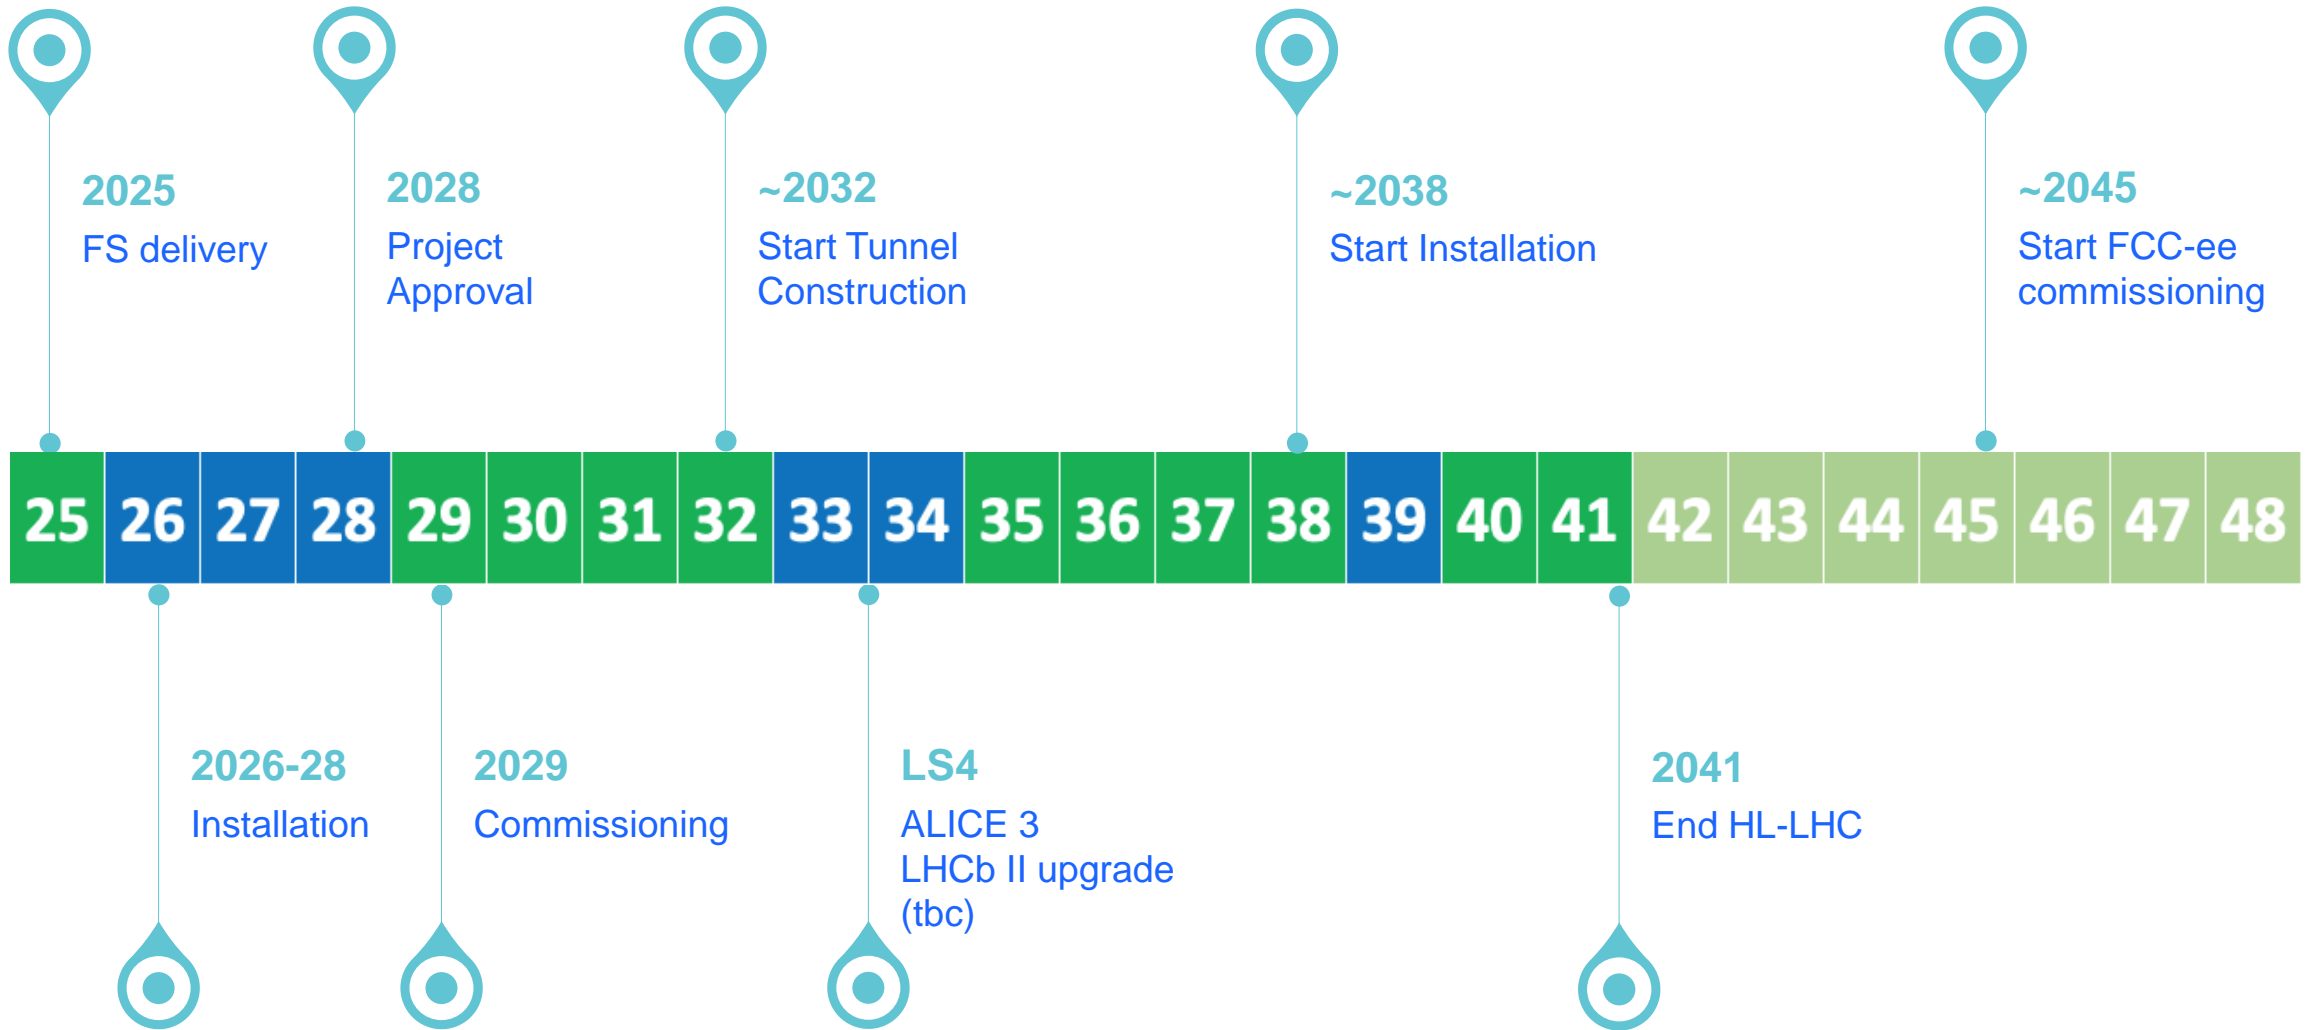 2025
FS delivery
2028
Project
Approval
~2032
Start Tunnel
Construction
~2038
Start Installation
~2045
Start FCC-ee
commissioning
25 26 27 28 29 30 31 32 33 34 35 36 37 38 39 40 41 42 43 44 45 46 47 48
2026-28
Installation
2029
Commissioning
LS4
ALICE 3
LHCb II upgrade
(tbc)
2041
End HL-LHC